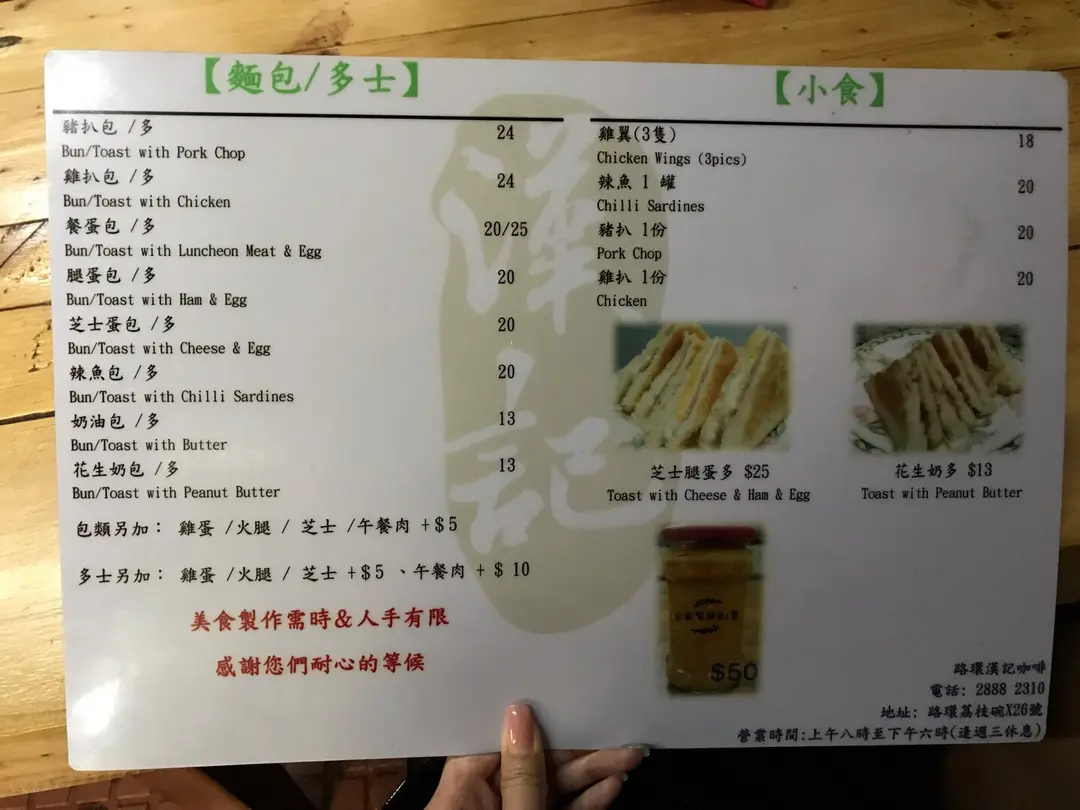 【麵包/多士】
豬扒包 /多 24
Bun/Toast with Pork Chop
雞扒包 /多 24
Bun/Toast with Chicken
餐蛋包 /多 20/25
Bun/Toast with Luncheon Meat & Egg
腿蛋包 /多 20
Bun/Toast with Ham & Egg
芝士蛋包 /多 20
Bun/Toast with Cheese & Egg
辣魚包 /多 20
Bun/Toast with Chilli Sardines
奶油包 /多 13
Bun/Toast with Butter
花生奶包 /多 13
Bun/Toast with Peanut Butter
包類另加: 雞蛋 /火腿 / 芝士 /午餐肉 +$5
多士另加: 雞蛋 /火腿 / 芝士 +$5 、午餐肉 + $ 10
美食製作需時&人手有限
感謝您們耐心的等候
漢記
【小食】
雞翼(3隻) 18
Chicken Wings (3pics)
辣魚 1 罐 20
Chilli Sardines
豬扒 1份 20
Pork Chop
雞扒 1份 20
Chicken
芝士腿蛋多 $25
Toast with Cheese & Ham & Egg
花生奶多 $13
Toast with Peanut Butter
$50
路環漢記咖啡
電話: 2888 2310
地址: 路環荔枝碗X26號
營業時間:上午八時至下午六時(逢週三休息)